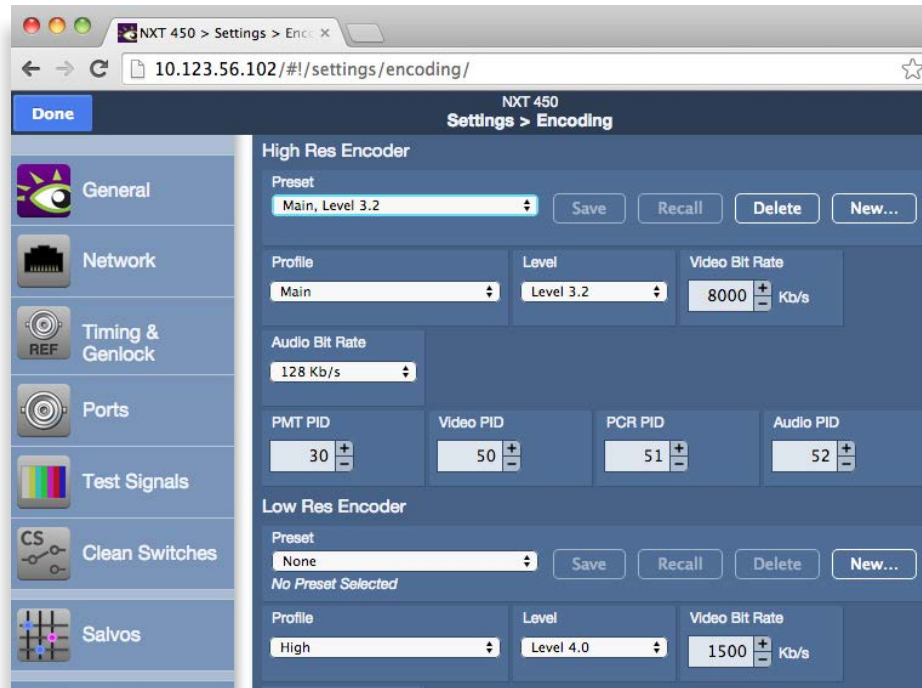 NXT 450 > Settings > Enc
10.123.56.102/#!/settings/encoding/
Done
NXT 450
Settings > Encoding
General
Network
REF
Timing &
Genlock
Ports
Test Signals
CS
Clean Switches
Salvos
High Res Encoder
Preset
Main, Level 3.2
Save Recall Delete New...
Profile Level Video Bit Rate
Main Level 3.2 8000 + - Kb/s
Audio Bit Rate
128 Kb/s
PMT PID Video PID PCR PID Audio PID
30 + - 50 + - 51 + - 52 + -
Low Res Encoder
Preset
None
Save Recall Delete New...
No Preset Selected
Profile Level Video Bit Rate
High Level 4.0 1500 + - Kb/s